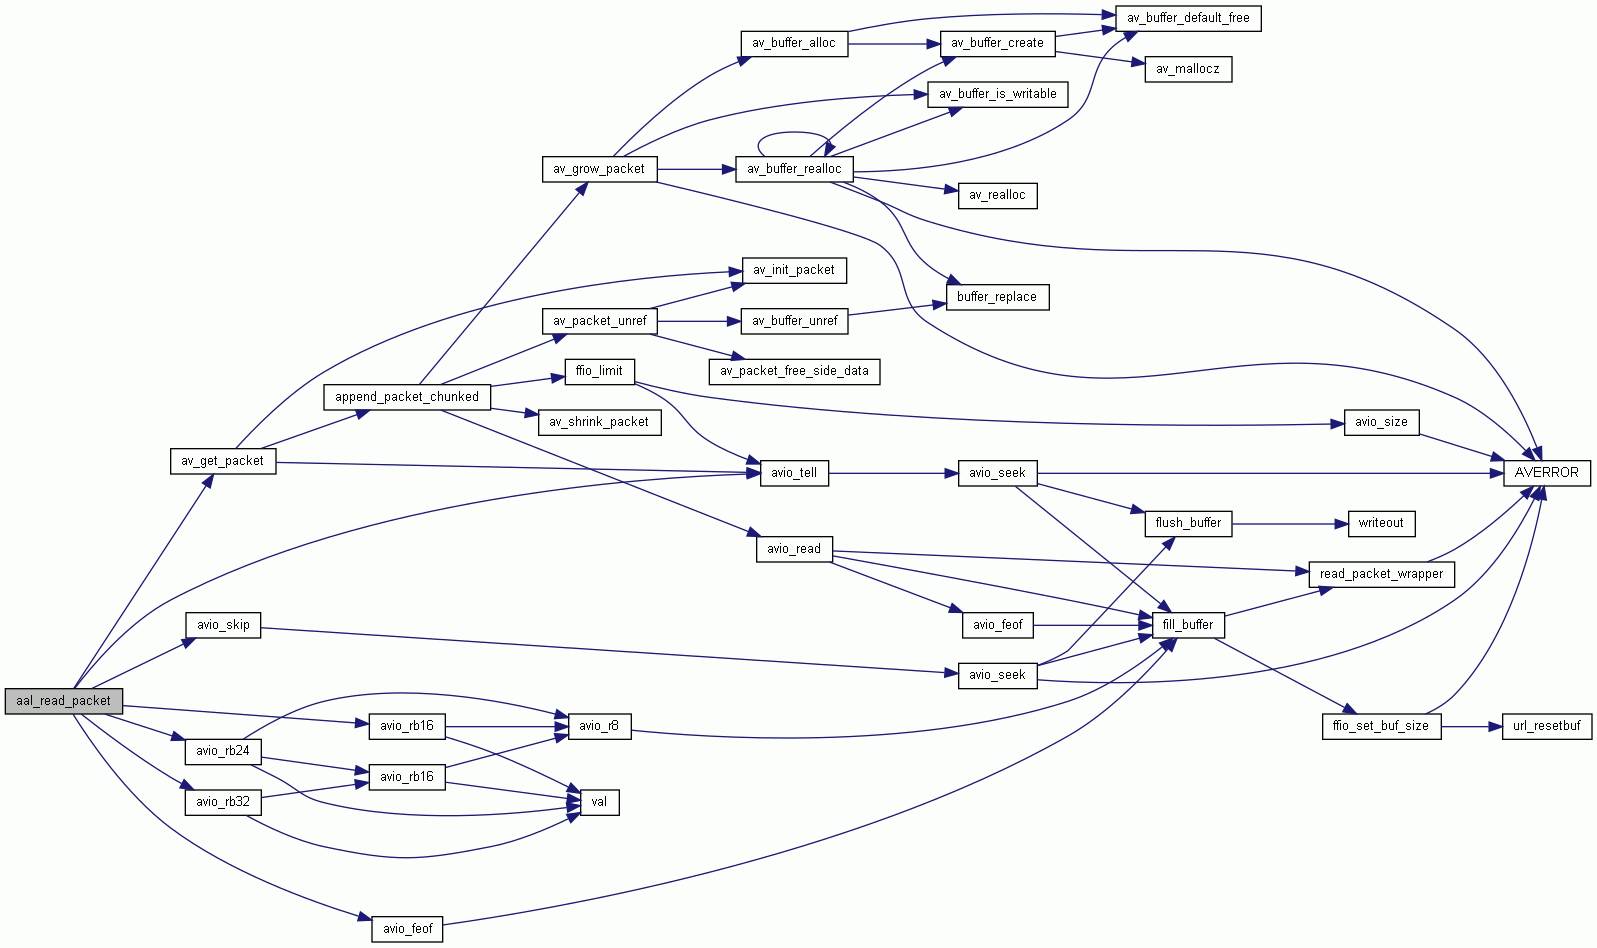 av_buffer_default_free
av_buffer_alloc
av_buffer_create
av_mallocz
av_buffer_is_writable
av_grow_packet
av_buffer_realloc
av_realloc
av_init_packet
buffer_replace
av_packet_unref
av_buffer_unref
ffio_limit
av_packet_free_side_data
append_packet_chunked
av_shrink_packet
avio_size
av_get_packet
avio_tell
avio_seek
AVERROR
flush_buffer
writeout
avio_read
read_packet_wrapper
avio_skip
avio_feof
fill_buffer
avio_seek
aal_read_packet
avio_rb16
avio_r8
ffio_set_buf_size
url_resetbuf
avio_rb24
avio_rb16
avio_rb32
val
avio_feof